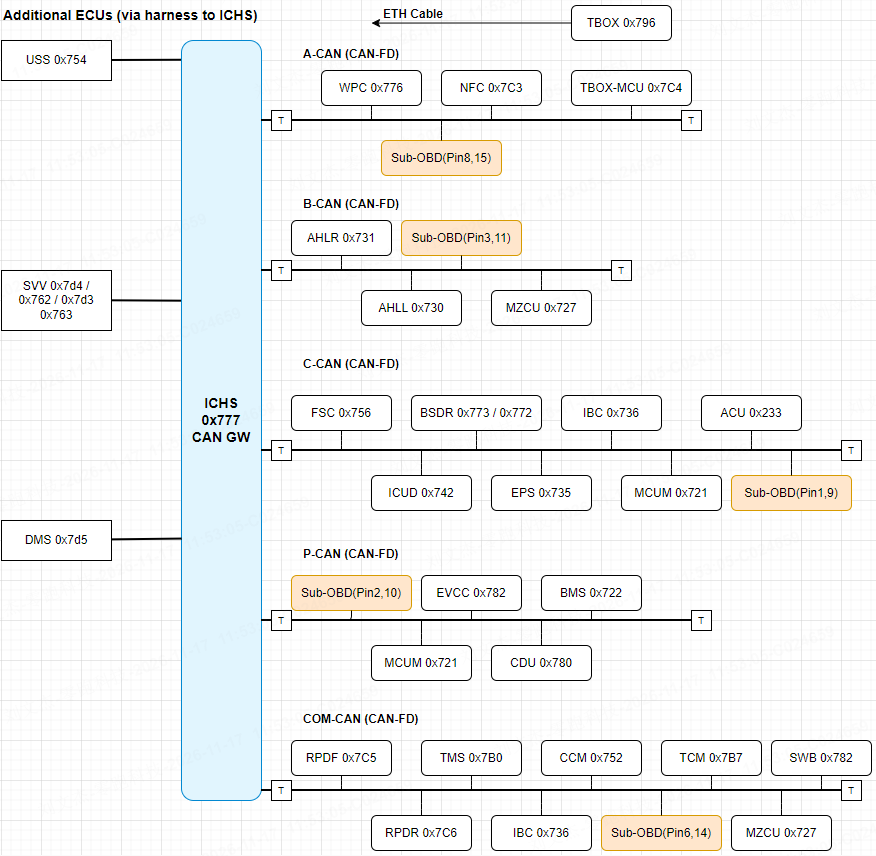 Additional ECUs (via harness to ICHS)
ETH Cable
TBOX 0x796
USS 0x754
A-CAN (CAN-FD)
WPC 0x776
NFC 0x7C3
TBOX-MCU 0x7C4
T
T
Sub-OBD(Pin8,15)
B-CAN (CAN-FD)
AHLR 0x731
Sub-OBD(Pin3,11)
T
T
SVV 0x7d4 /
0x762 / 0x7d3
0x763
AHLL 0x730
MZCU 0x727
C-CAN (CAN-FD)
ICHS
0x777
CAN GW
FSC 0x756
BSDR 0x773 / 0x772
IBC 0x736
ACU 0x233
T
T
ICUD 0x742
EPS 0x735
MCUM 0x721
Sub-OBD(Pin1,9)
DMS 0x7d5
P-CAN (CAN-FD)
Sub-OBD(Pin2,10)
EVCC 0x782
BMS 0x722
T
T
MCUM 0x721
CDU 0x780
COM-CAN (CAN-FD)
RPDF 0x7C5
TMS 0x7B0
CCM 0x752
TCM 0x7B7
SWB 0x782
T
T
RPDR 0x7C6
IBC 0x736
Sub-OBD(Pin6,14)
MZCU 0x727